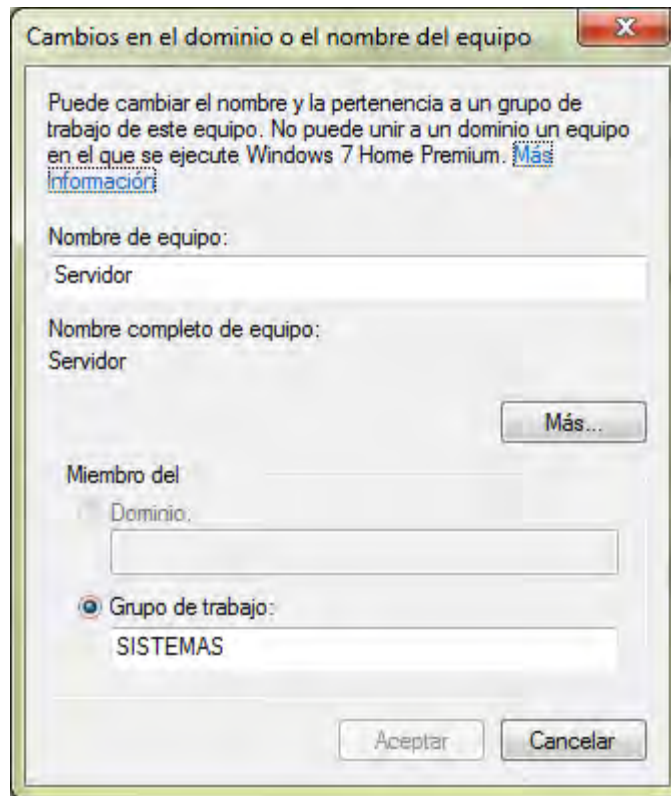 Cambios en el dominio o el nombre del equipo
Puede cambiar el nombre y la pertenencia a un grupo de
trabajo de este equipo. No puede unir a un dominio un equipo
en el que se ejecute Windows 7 Home Premium. Más
información
Nombre de equipo:
Servidor
Nombre completo de equipo:
Servidor
Más...
Miembro del
Dominio:
Grupo de trabajo:
SISTEMAS
Aceptar
Cancelar